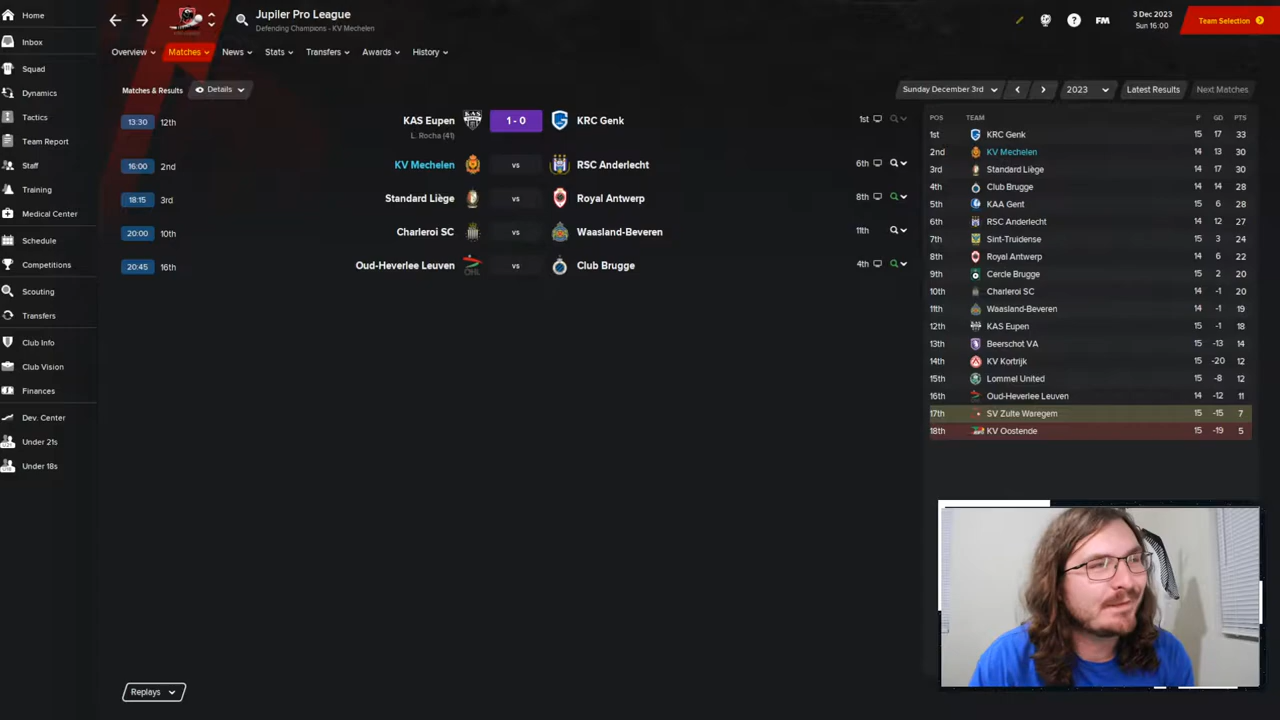 Home
Inbox
Squad
Dynamics
Tactics
Team Report
Staff
Training
Medical Center
Schedule
Competitions
Scouting
Transfers
Club Info
Club Vision
Finances
Dev. Center
Under 21s
Under 18s
Jupiler Pro League
Defending Champions - KV Mechelen
FM
3 Dec 2023
Sun 16:00
Team Selection
Overview
Matches
News
Stats
Transfers
Awards
History
Matches & Results
Details
Sunday December 3rd
2023
Latest Results
Next Matches
13:30 12th KAS Eupen 1 - 0 KRC Genk 1st
L. Rocha (41)
16:00 2nd KV Mechelen vs RSC Anderlecht 6th
18:15 3rd Standard Liège vs Royal Antwerp 8th
20:00 10th Charleroi SC vs Waasland-Beveren 11th
20:45 16th Oud-Heverlee Leuven vs Club Brugge 4th
POS TEAM P GD PTS
1st KRC Genk 15 17 33
2nd KV Mechelen 14 13 30
3rd Standard Liège 14 17 30
4th Club Brugge 14 14 28
5th KAA Gent 15 6 28
6th RSC Anderlecht 14 12 27
7th Sint-Truidense 15 3 24
8th Royal Antwerp 14 6 22
9th Cercle Brugge 15 2 20
10th Charleroi SC 14 -1 20
11th Waasland-Beveren 14 -1 19
12th KAS Eupen 15 -1 18
13th Beerschot VA 15 -13 14
14th KV Kortrijk 15 -20 12
15th Lommel United 15 -8 12
16th Oud-Heverlee Leuven 14 -12 11
17th SV Zulte Waregem 15 -15 7
18th KV Oostende 15 -19 5
Replays